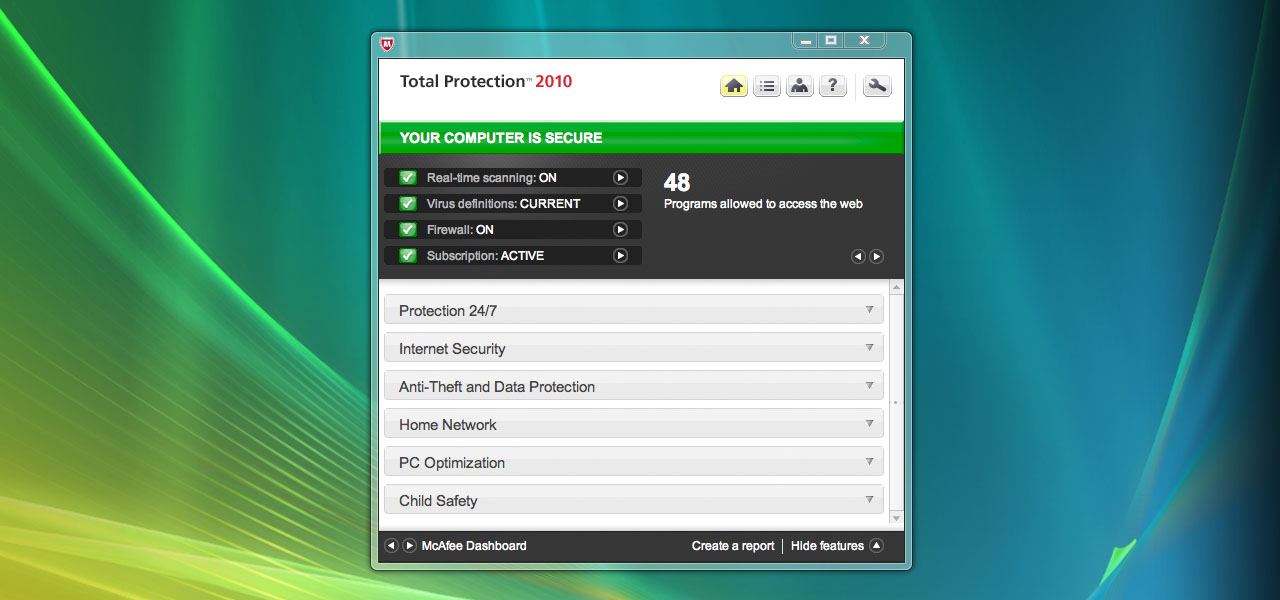 Total Protection™ 2010
?
YOUR COMPUTER IS SECURE
Real-time scanning: ON
Virus definitions: CURRENT
Firewall: ON
Subscription: ACTIVE
48
Programs allowed to access the web
Protection 24/7
Internet Security
Anti-Theft and Data Protection
Home Network
PC Optimization
Child Safety
McAfee Dashboard
Create a report | Hide features